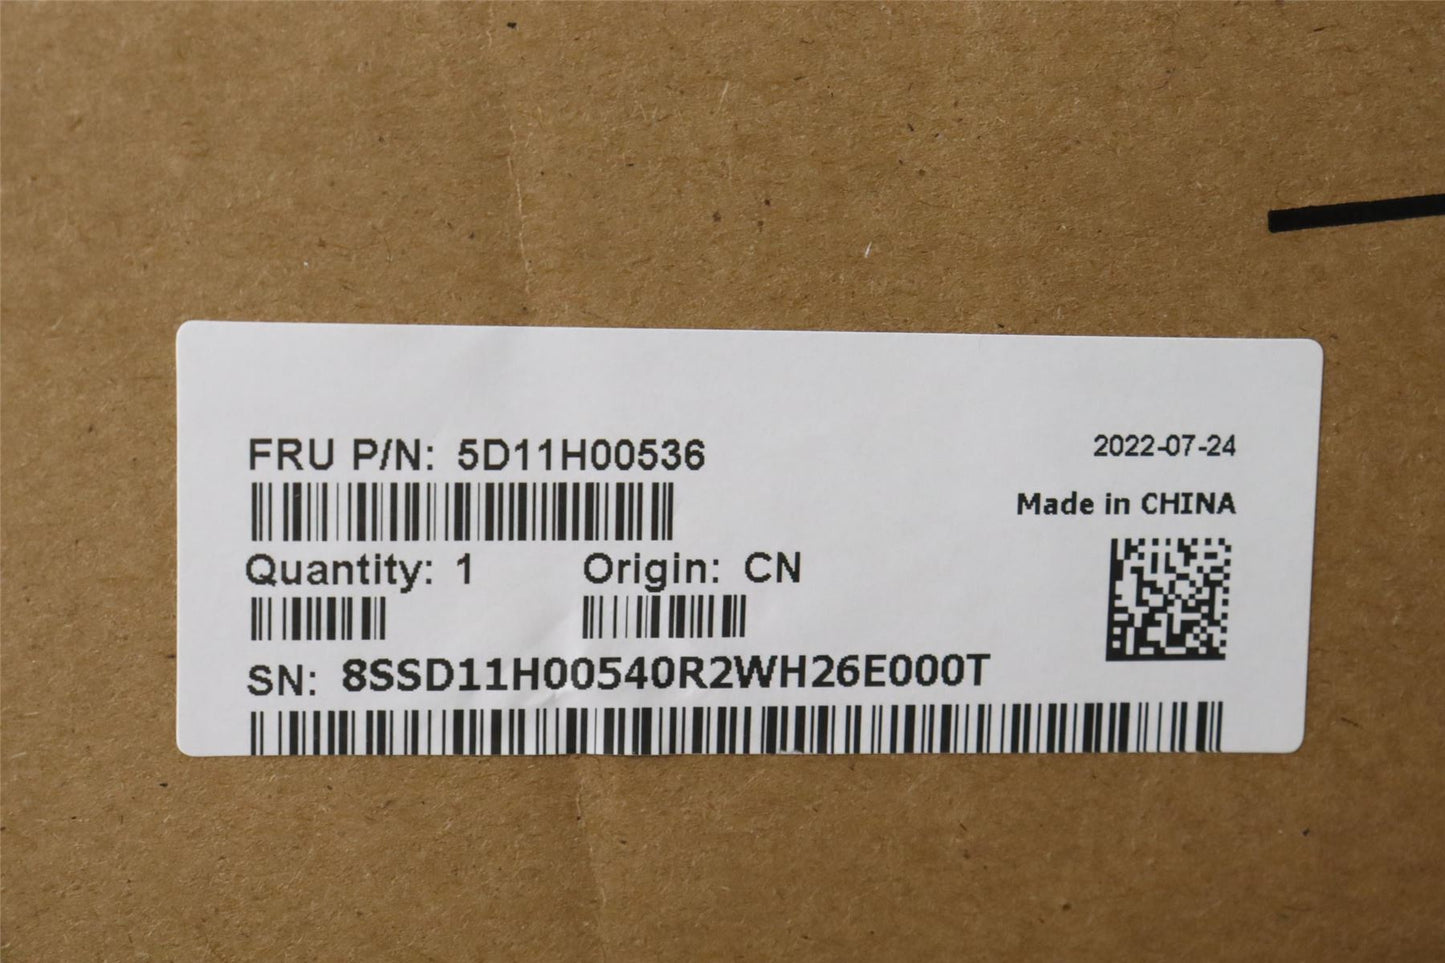 FRU P/N: 5D11H00536
2022-07-24
Made in CHINA
Quantity: 1 Origin: CN
SN: 8SSD11H00540R2WH26E000T